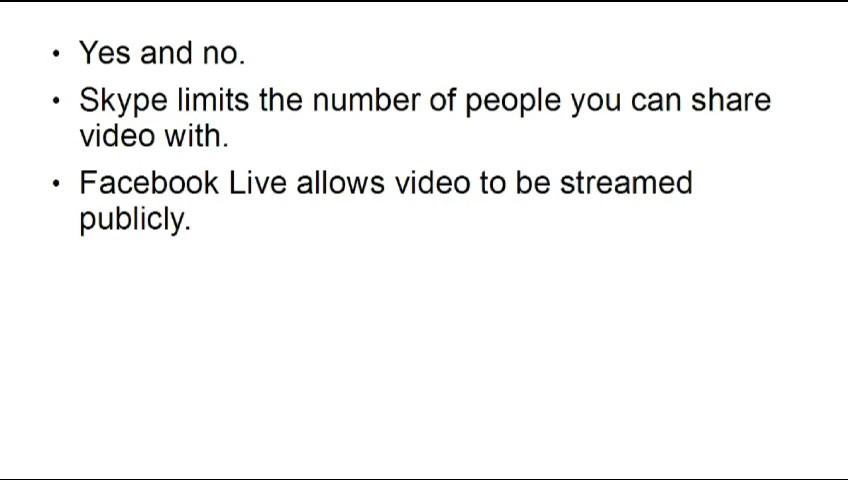 • Yes and no.
• Skype limits the number of people you can share
video with.
• Facebook Live allows video to be streamed
publicly.